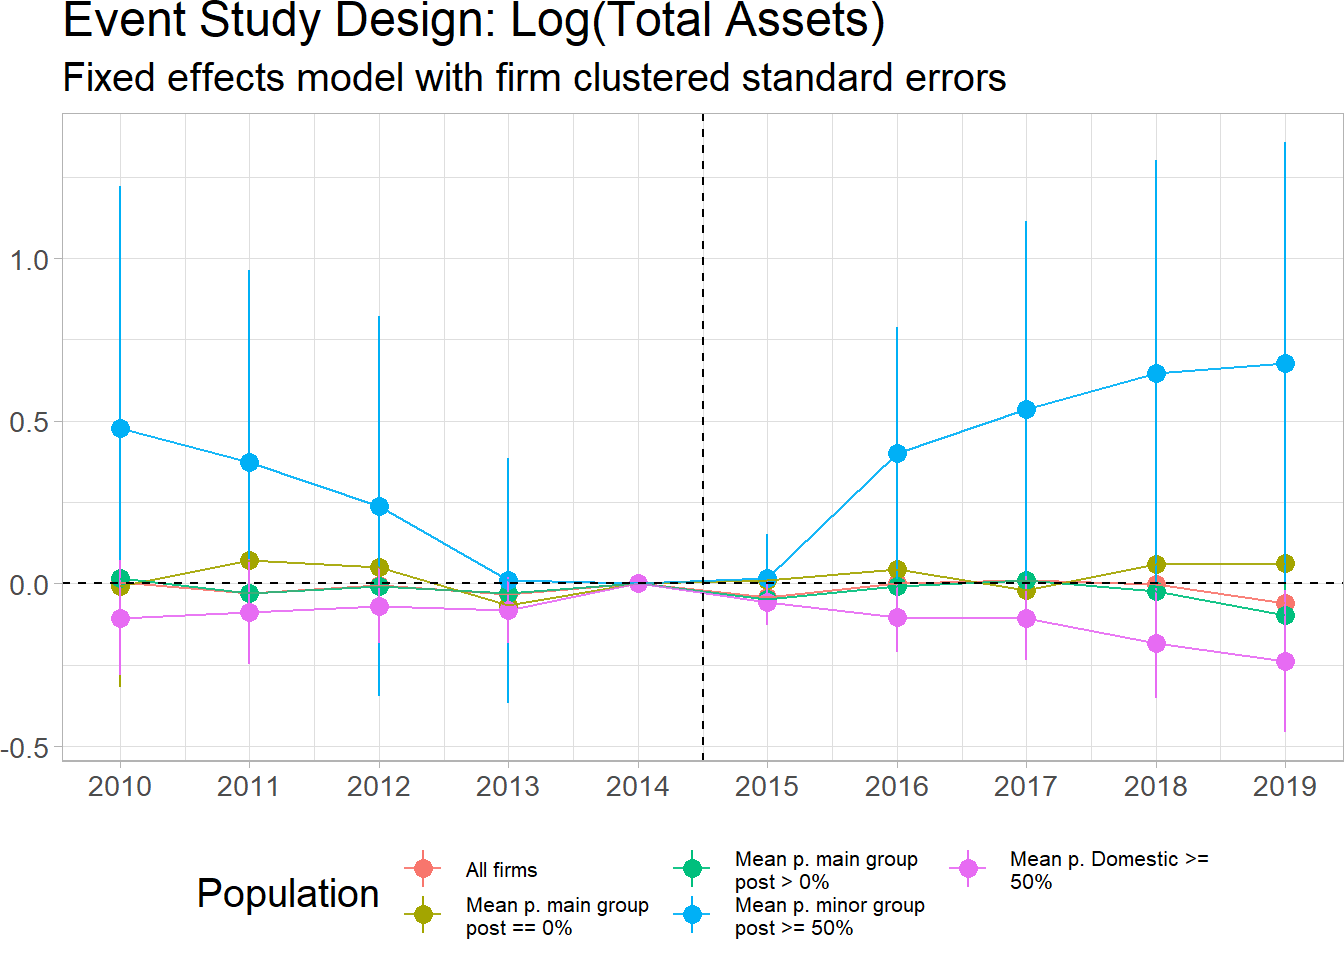 Event Study Design: Log(Total Assets)
Fixed effects model with firm clustered standard errors
1.0
0.5
0.0
-0.5
2010 2011 2012 2013 2014 2015 2016 2017 2018 2019
Population
All firms
Mean p. main group
post == 0%
Mean p. main group
post > 0%
Mean p. minor group
post >= 50%
Mean p. Domestic >=
50%